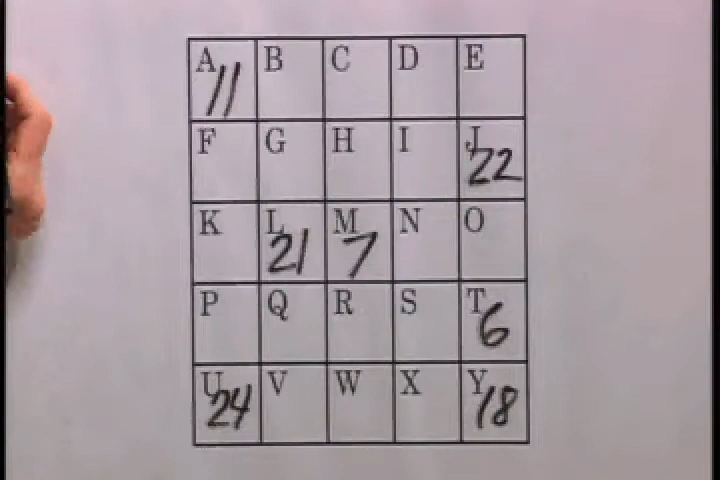 A B C D E
11
F G H I J
22
K L M N O
21 7
P Q R S T
6
U V W X Y
24 18